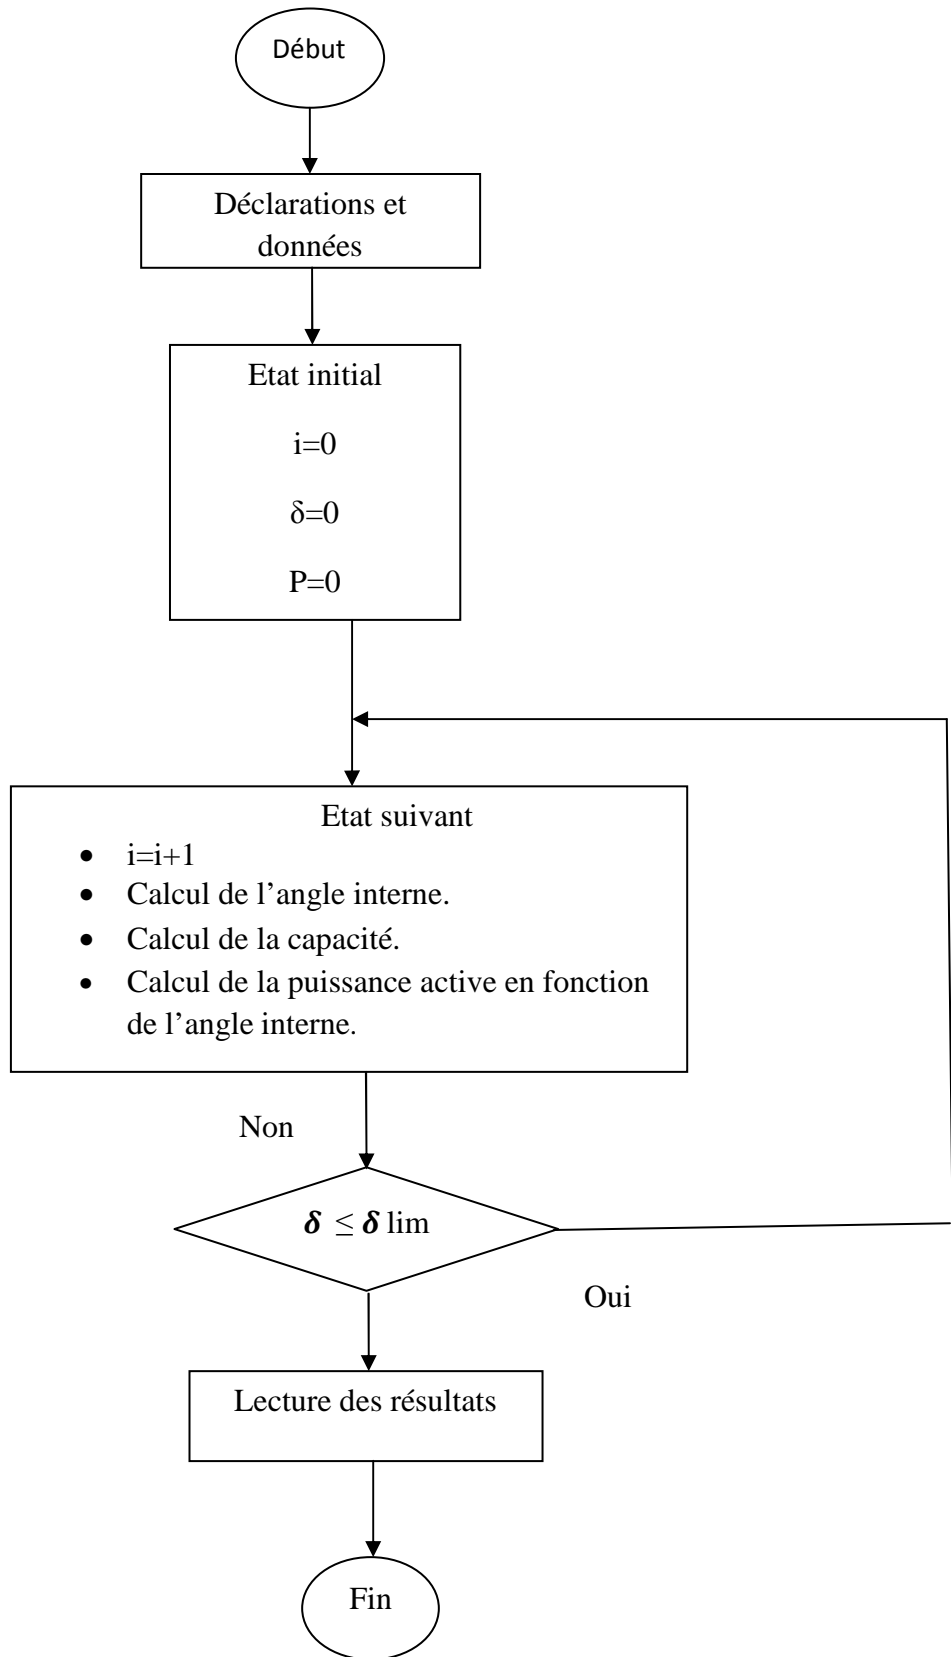 Début
Déclarations et
données
Etat initial
i=0
δ=0
P=0
Etat suivant
• i=i+1
• Calcul de l’angle interne.
• Calcul de la capacité.
• Calcul de la puissance active en fonction
de l’angle interne.
Non
δ ≤ δ lim
Oui
Lecture des résultats
Fin